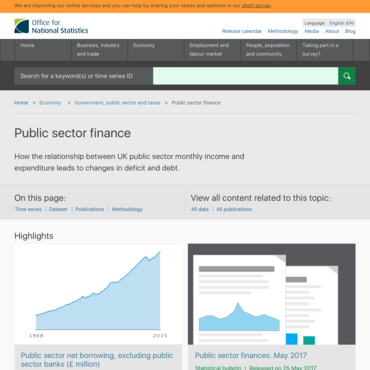 We are improving our online services and you can help by sharing your needs and opinions in our short survey
Office for
National Statistics
Language: English (EN)
Release calendar Methodology Media About Blog
Home
Business, industry and trade
Economy
Employment and labour market
People, population and community
Taking part in a survey?
Search for a keyword(s) or time series ID
Home > Economy > Government, public sector and taxes > Public sector finance
Public sector finance
How the relationship between UK public sector monthly income and
expenditure leads to changes in deficit and debt.
On this page:
Time series | Dataset | Publications | Methodology
View all content related to this topic:
All data | All publications
Highlights
1948 2015
Public sector net borrowing, excluding public
sector banks (£ million)
Public sector finances: May 2017
Statistical bulletin | Released on 25 May 2017